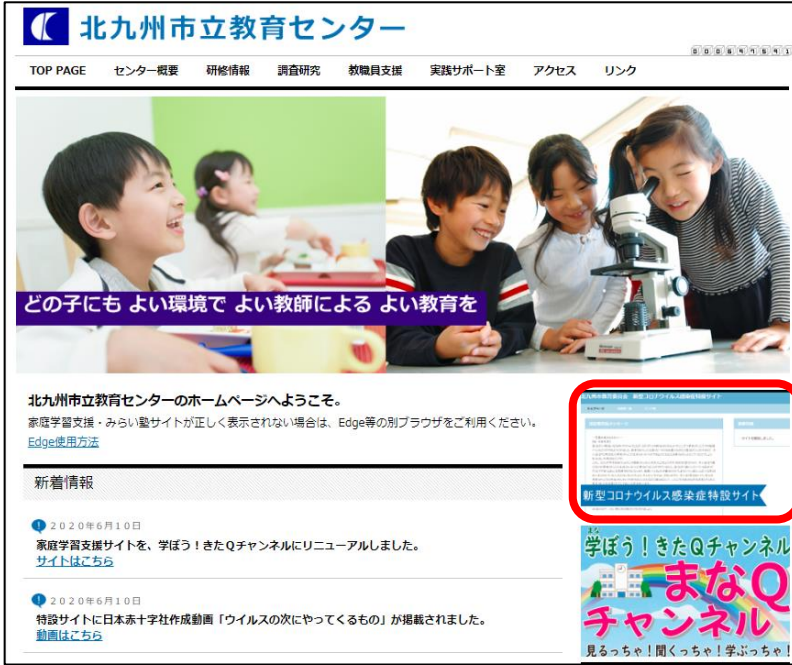 北九州市立教育センター
TOP PAGE センター概要 研修情報 調査研究 教職員支援 実践サポート室 アクセス リンク
どの子にも よい環境で よい教師による よい教育を
北九州市立教育センターのホームページへようこそ。
家庭学習支援・みらい塾サイトが正しく表示されない場合は、Edge等の別ブラウザをご利用ください。
Edge使用方法
新着情報
2020年6月10日
家庭学習支援サイトを、学ぼう！きたQチャンネルにリニューアルしました。
サイトはこちら
2020年6月10日
特設サイトに日本赤十字社作成動画「ウイルスの次にやってくるもの」が掲載されました。
動画はこちら
新型コロナウイルス感染症特設サイト
まな
学ぼう！きたQチャンネル
まなQ
チャンネル
見るっちゃ！聞くっちゃ！学ぶっちゃ！